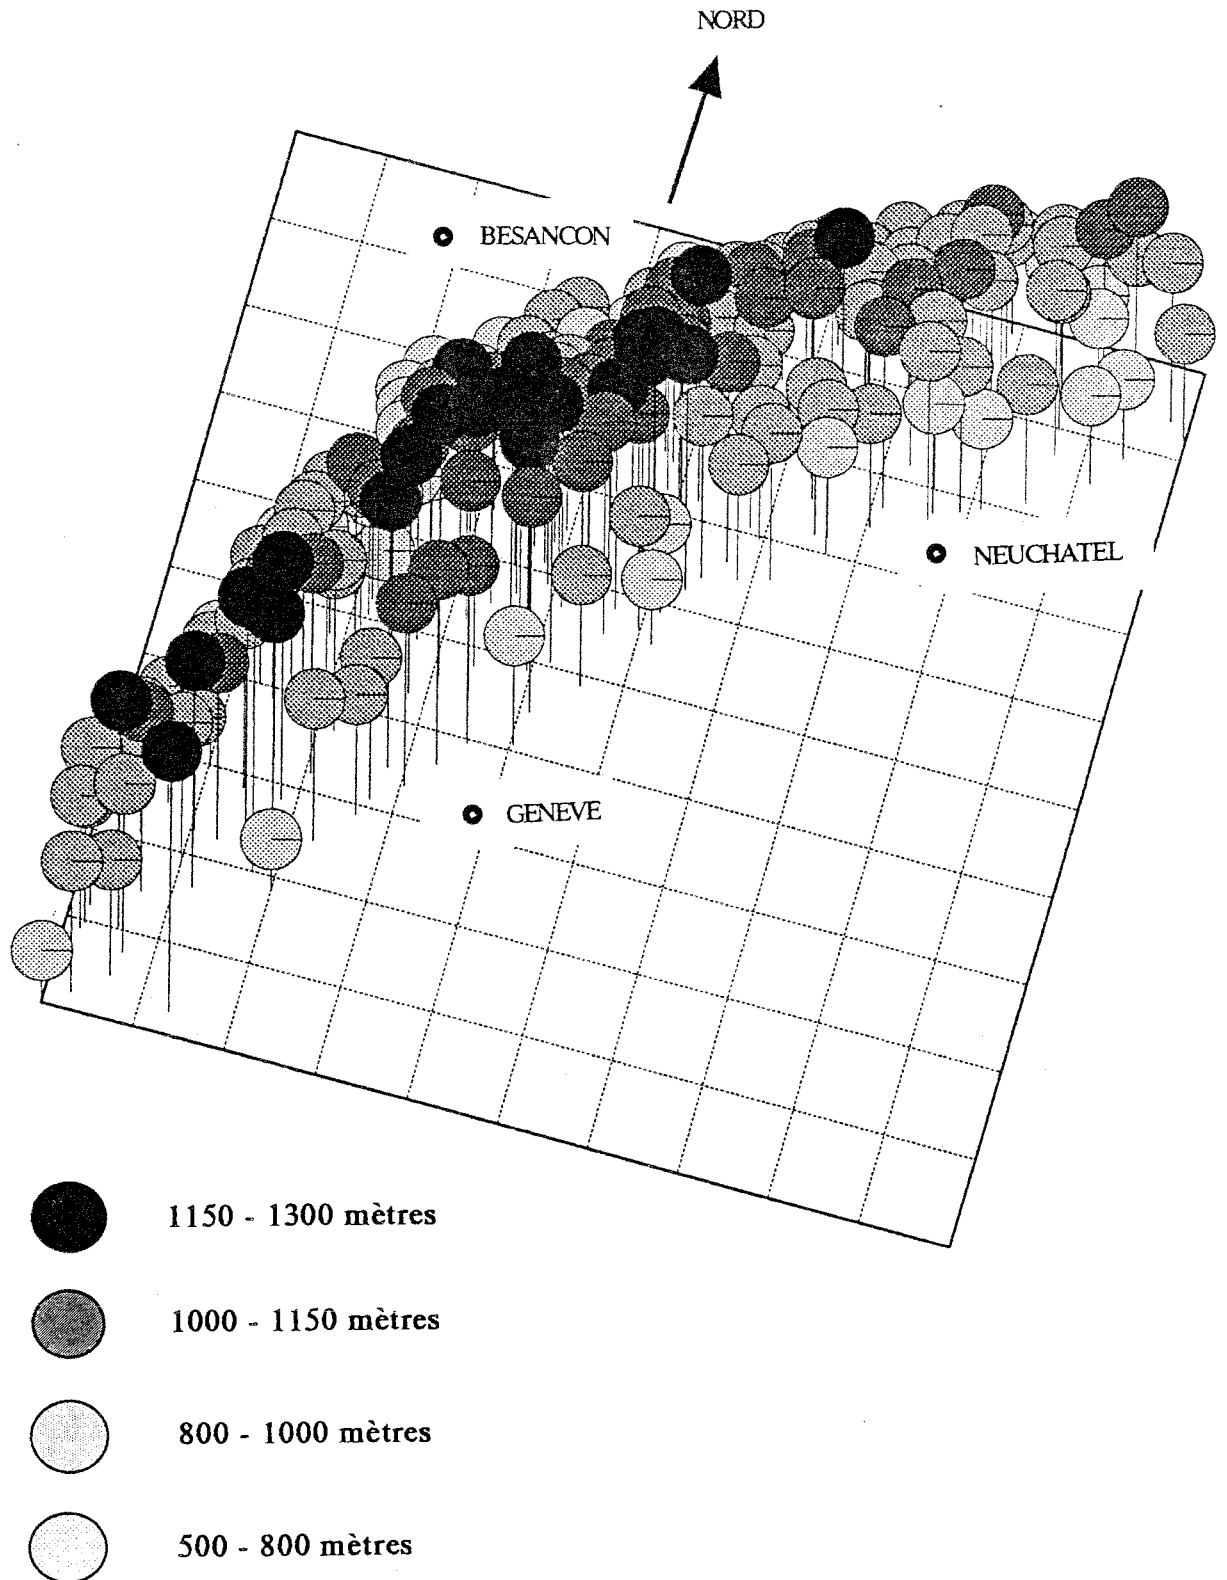 NORD
BESANCON
NEUCHATEL
GENEVE
1150 - 1300 mètres
1000 - 1150 mètres
800 - 1000 mètres
500 - 800 mètres